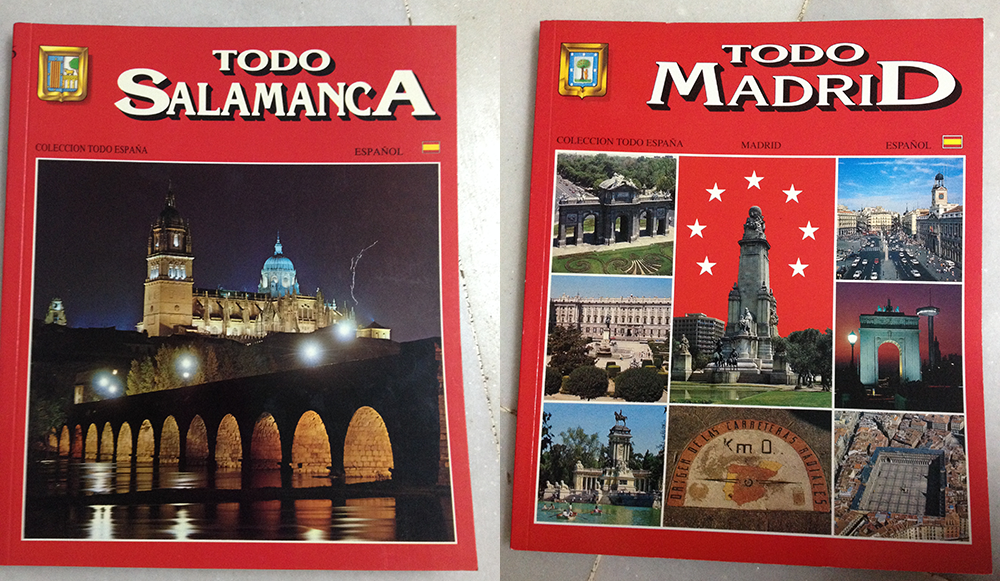 TODO
SALAMANCA
COLECCION TODO ESPAÑA
ESPAÑOL
TODO
MADRID
COLECCION TODO ESPAÑA MADRID ESPAÑOL
ORIGEN DE LAS CARRETERAS RADIALES
Km 0